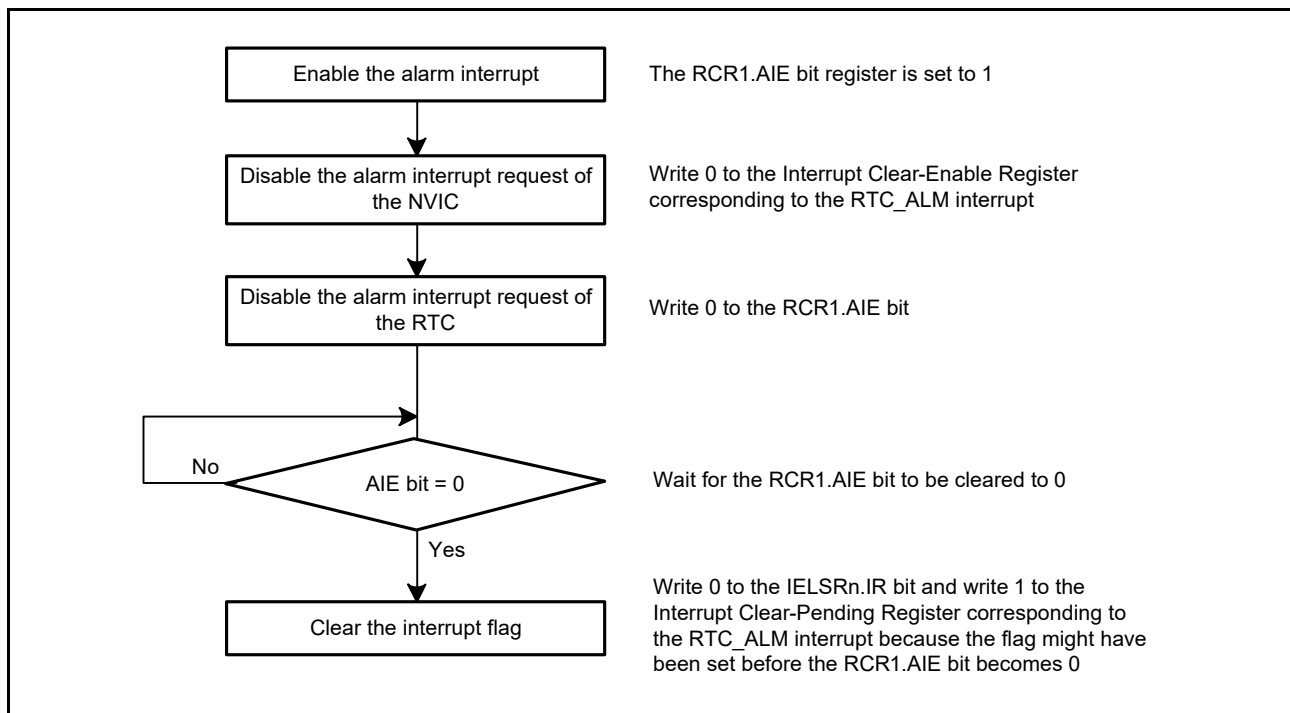 Enable the alarm interrupt
The RCR1.AIE bit register is set to 1
Disable the alarm interrupt request of
the NVIC
Write 0 to the Interrupt Clear-Enable Register
corresponding to the RTC_ALM interrupt
Disable the alarm interrupt request of
the RTC
Write 0 to the RCR1.AIE bit
No
AIE bit = 0
Wait for the RCR1.AIE bit to be cleared to 0
Yes
Clear the interrupt flag
Write 0 to the IELSRn.IR bit and write 1 to the
Interrupt Clear-Pending Register corresponding to
the RTC_ALM interrupt because the flag might have
been set before the RCR1.AIE bit becomes 0